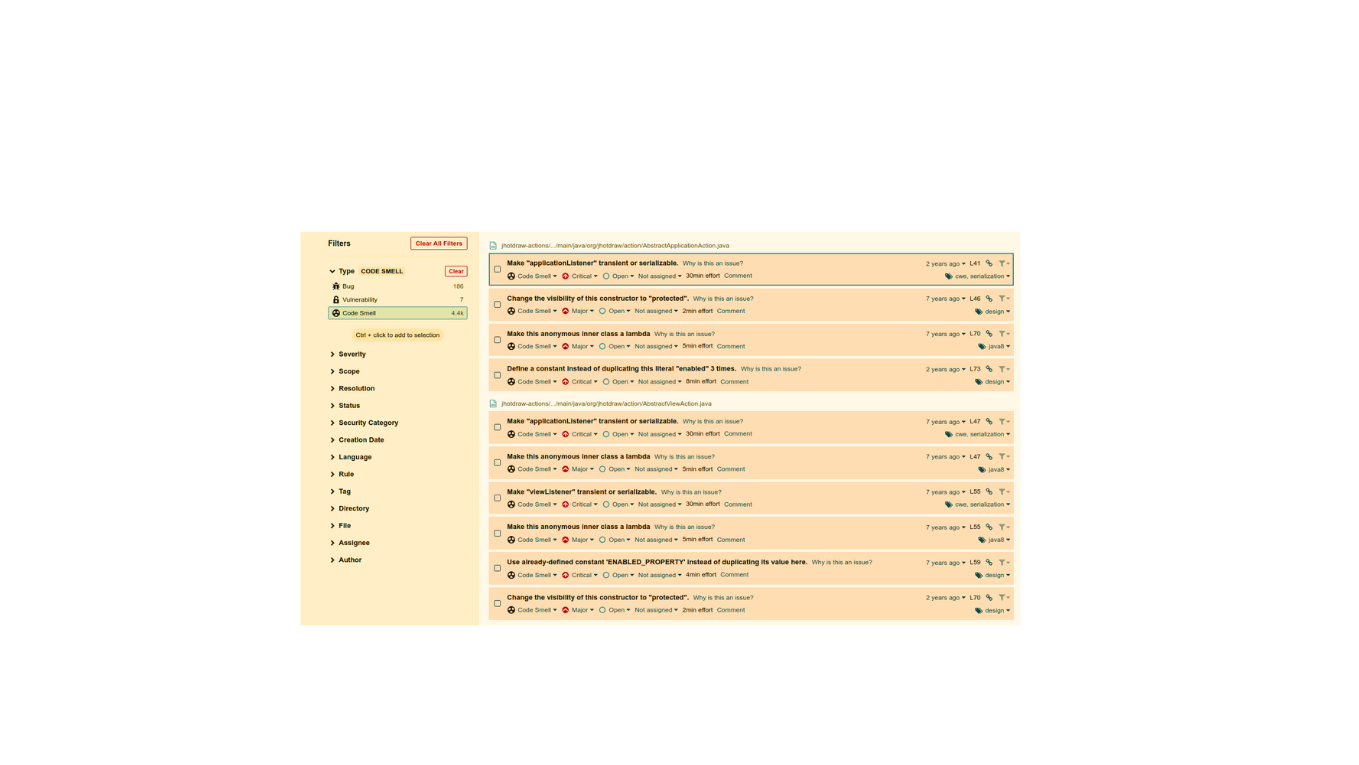 Filters
Clear All Filters
Type CODE SMELL Clear
Bug 186
Vulnerability 7
Code Smell 4.4k
Ctrl + click to add to selection
Severity
Scope
Resolution
Status
Security Category
Creation Date
Language
Rule
Tag
Directory
File
Assignee
Author
jhotdraw-actions/.../main/java/org/jhotdraw/action/AbstractApplicationAction.java
Make "applicationListener" transient or serializable. Why is this an issue? 2 years ago L41
Code Smell Critical Open Not assigned 30min effort Comment cwe, serialization
Change the visibility of this constructor to "protected". Why is this an issue? 7 years ago L46
Code Smell Major Open Not assigned 2min effort Comment design
Make this anonymous inner class a lambda Why is this an issue? 7 years ago L70
Code Smell Major Open Not assigned 5min effort Comment java8
Define a constant instead of duplicating this literal "enabled" 3 times. Why is this an issue? 2 years ago L73
Code Smell Critical Open Not assigned 8min effort Comment design
jhotdraw-actions/.../main/java/org/jhotdraw/action/AbstractViewAction.java
Make "applicationListener" transient or serializable. Why is this an issue? 7 years ago L47
Code Smell Critical Open Not assigned 30min effort Comment cwe, serialization
Make this anonymous inner class a lambda Why is this an issue? 7 years ago L47
Code Smell Major Open Not assigned 5min effort Comment java8
Make "viewListener" transient or serializable. Why is this an issue? 7 years ago L55
Code Smell Critical Open Not assigned 30min effort Comment cwe, serialization
Make this anonymous inner class a lambda Why is this an issue? 7 years ago L55
Code Smell Major Open Not assigned 5min effort Comment java8
Use already-defined constant 'ENABLED_PROPERTY' instead of duplicating its value here. Why is this an issue? 7 years ago L59
Code Smell Critical Open Not assigned 4min effort Comment design
Change the visibility of this constructor to "protected". Why is this an issue? 2 years ago L70
Code Smell Major Open Not assigned 2min effort Comment design